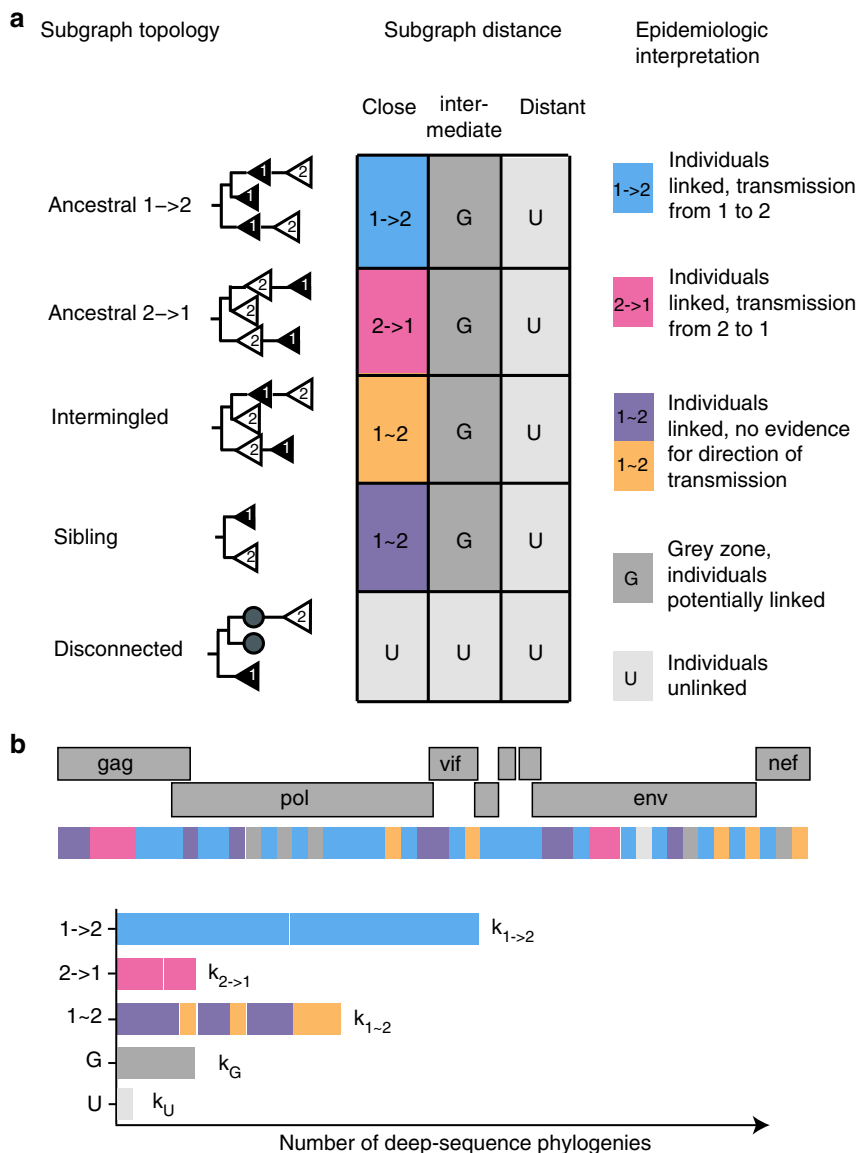 a
Subgraph topology
Subgraph distance
Epidemiologic
interpretation
Close
inter-
mediate
Distant
Ancestral 1->2
1 2
1
1 2
1->2 G U
Individuals
linked, transmission
from 1 to 2
1->2
Ancestral 2->1
2 1
2
2 1
2->1 G U
Individuals
linked, transmission
from 2 to 1
2->1
Intermingled
1 2
2
2 1
1~2 G U
1~2
1~2
Individuals
linked, no evidence
for direction of
transmission
Sibling
1
2
1~2 G U
G
Grey zone,
individuals
potentially linked
Disconnected
2
1
U U U
U
Individuals
unlinked
b
gag
vif
nef
pol
env
1->2
k1->2
2->1
k2->1
1~2
k1~2
G
kG
U
kU
Number of deep-sequence phylogenies